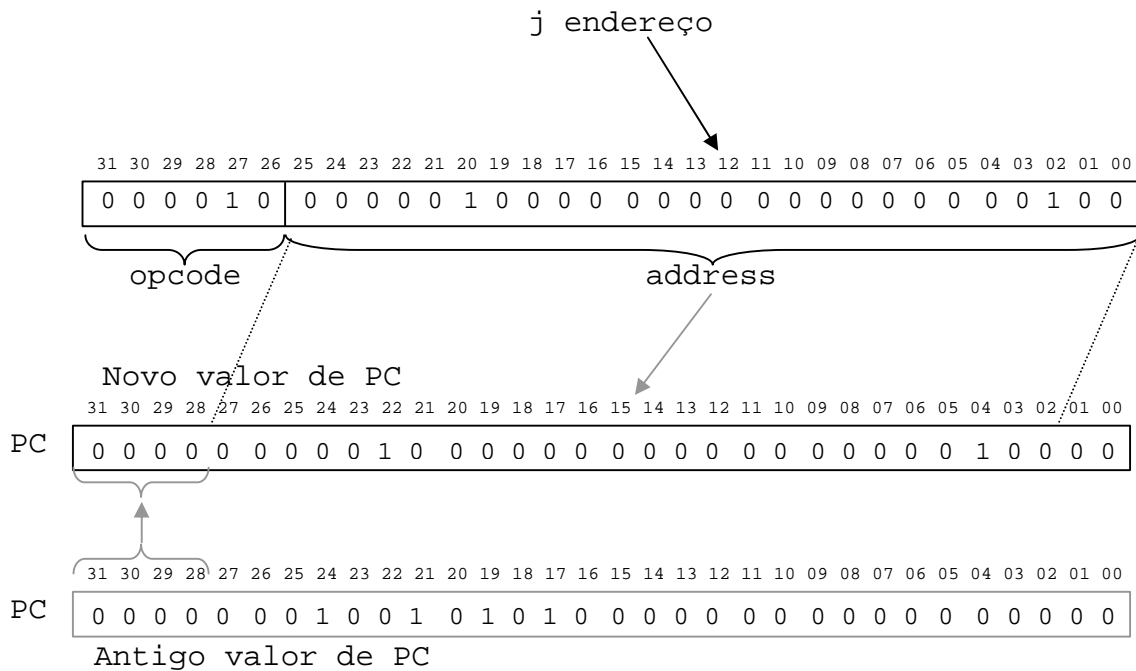 j endereço
31 30 29 28 27 26 25 24 23 22 21 20 19 18 17 16 15 14 13 12 11 10 09 08 07 06 05 04 03 02 01 00
0 0 0 0 1 0 0 0 0 0 0 1 0 0 0 0 0 0 0 0 0 0 0 0 0 0 0 0 0 1 0 0
opcode address
Novo valor de PC
31 30 29 28 27 26 25 24 23 22 21 20 19 18 17 16 15 14 13 12 11 10 09 08 07 06 05 04 03 02 01 00
PC 0 0 0 0 0 0 0 0 0 1 0 0 0 0 0 0 0 0 0 0 0 0 0 0 0 0 0 1 0 0 0 0
31 30 29 28 27 26 25 24 23 22 21 20 19 18 17 16 15 14 13 12 11 10 09 08 07 06 05 04 03 02 01 00
PC 0 0 0 0 0 0 0 1 0 0 1 0 1 0 1 0 0 0 0 0 0 0 0 0 0 0 0 0 0 0 0 0
Antigo valor de PC